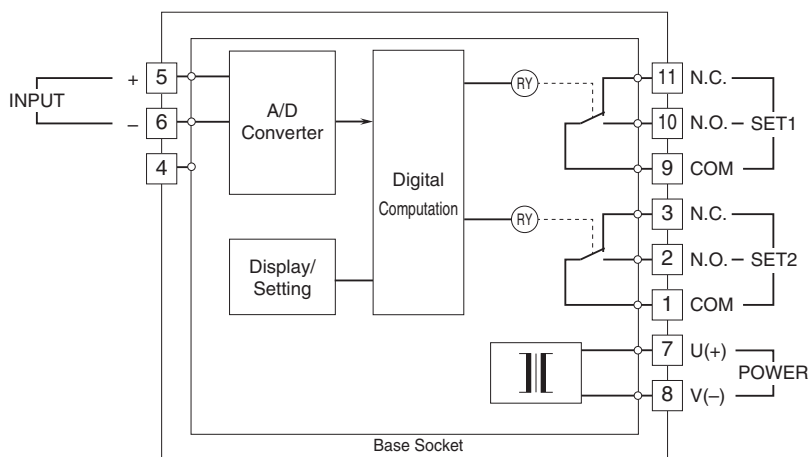 INPUT
+ 5
– 6
4
A/D
Converter
Digital
Computation
Display/
Setting
RY
RY
11 N.C.
10 N.O.
9 COM
SET1
3 N.C.
2 N.O.
1 COM
SET2
7 U(+)
8 V(–)
POWER
Base Socket